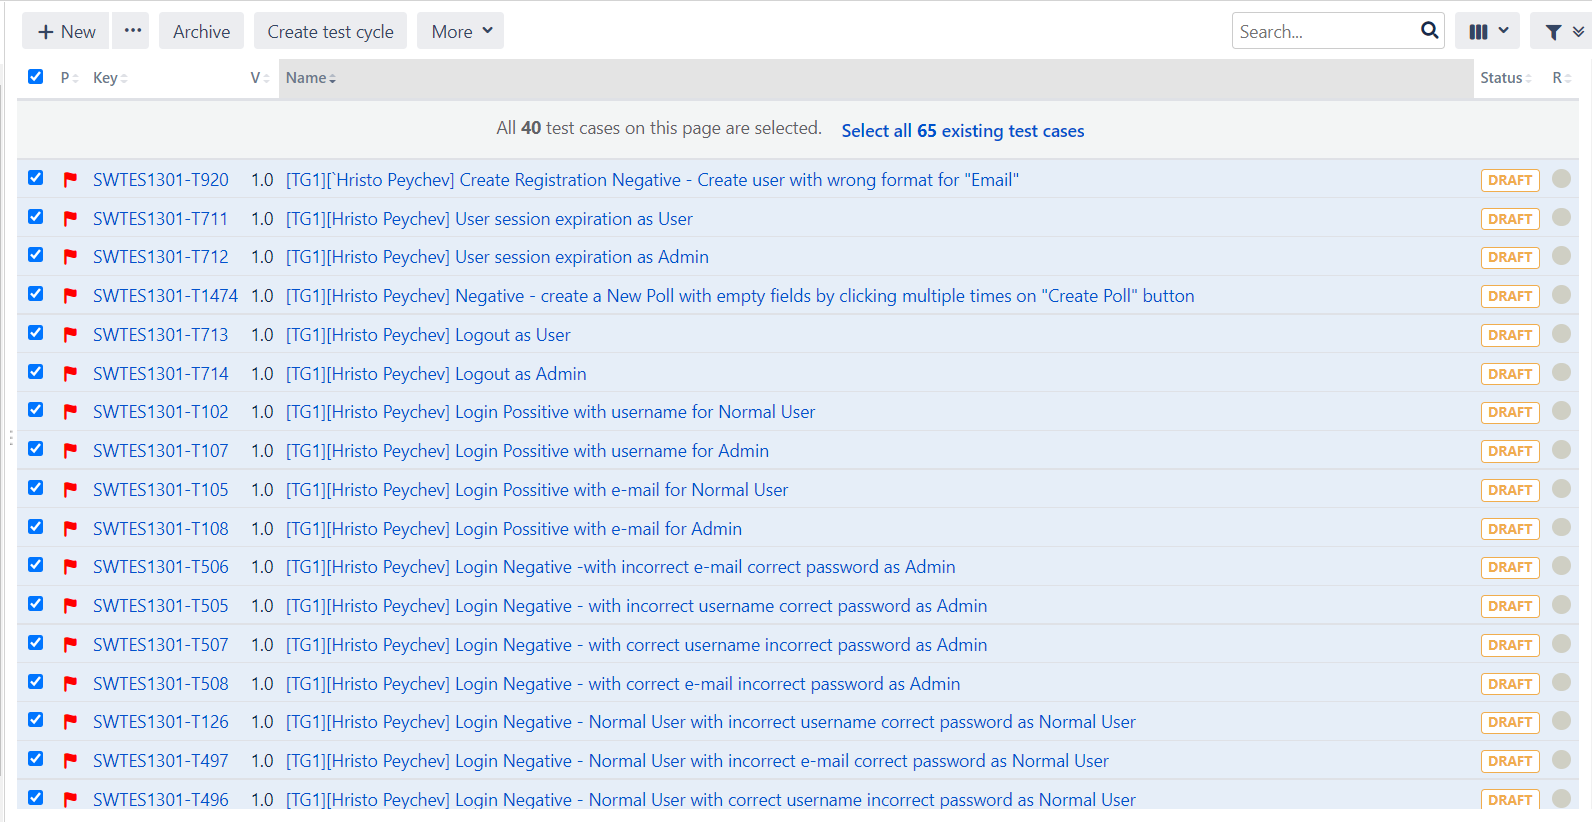 + New ... Archive Create test cycle More Search...
P Key V Name Status R
All 40 test cases on this page are selected. Select all 65 existing test cases
SWTES1301-T920 1.0 [TG1][`Hristo Peychev] Create Registration Negative - Create user with wrong format for "Email" DRAFT
SWTES1301-T711 1.0 [TG1][Hristo Peychev] User session expiration as User DRAFT
SWTES1301-T712 1.0 [TG1][Hristo Peychev] User session expiration as Admin DRAFT
SWTES1301-T1474 1.0 [TG1][Hristo Peychev] Negative - create a New Poll with empty fields by clicking multiple times on "Create Poll" button DRAFT
SWTES1301-T713 1.0 [TG1][Hristo Peychev] Logout as User DRAFT
SWTES1301-T714 1.0 [TG1][Hristo Peychev] Logout as Admin DRAFT
SWTES1301-T102 1.0 [TG1][Hristo Peychev] Login Possitive with username for Normal User DRAFT
SWTES1301-T107 1.0 [TG1][Hristo Peychev] Login Possitive with username for Admin DRAFT
SWTES1301-T105 1.0 [TG1][Hristo Peychev] Login Possitive with e-mail for Normal User DRAFT
SWTES1301-T108 1.0 [TG1][Hristo Peychev] Login Possitive with e-mail for Admin DRAFT
SWTES1301-T506 1.0 [TG1][Hristo Peychev] Login Negative -with incorrect e-mail correct password as Admin DRAFT
SWTES1301-T505 1.0 [TG1][Hristo Peychev] Login Negative - with incorrect username correct password as Admin DRAFT
SWTES1301-T507 1.0 [TG1][Hristo Peychev] Login Negative - with correct username incorrect password as Admin DRAFT
SWTES1301-T508 1.0 [TG1][Hristo Peychev] Login Negative - with correct e-mail incorrect password as Admin DRAFT
SWTES1301-T126 1.0 [TG1][Hristo Peychev] Login Negative - Normal User with incorrect username correct password as Normal User DRAFT
SWTES1301-T497 1.0 [TG1][Hristo Peychev] Login Negative - Normal User with incorrect e-mail correct password as Normal User DRAFT
SWTES1301-T496 1.0 [TG1][Hristo Peychev] Login Negative - Normal User with correct username incorrect password as Normal User DRAFT